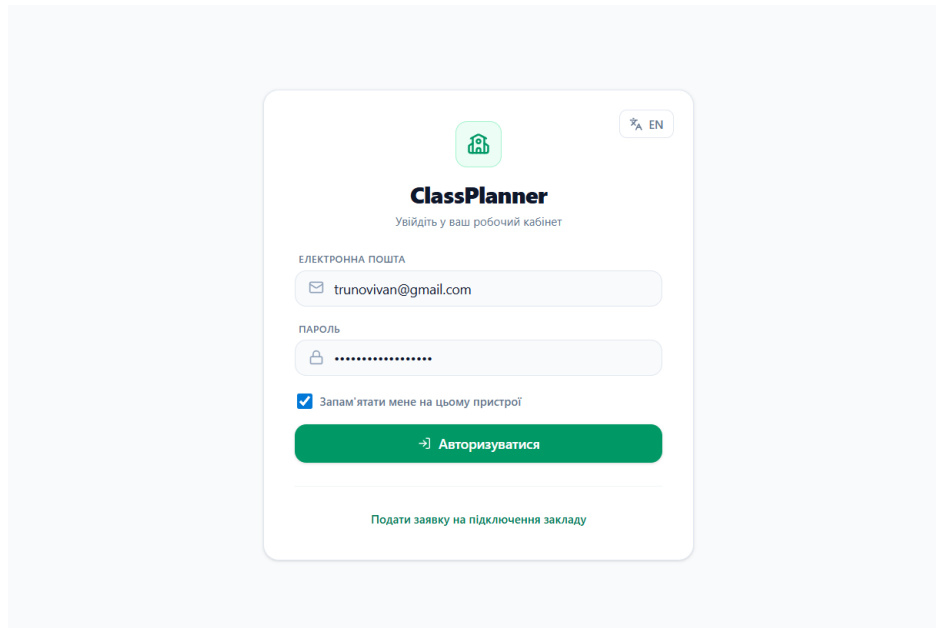 EN
ClassPlanner
Увійдіть у ваш робочий кабінет
ЕЛЕКТРОННА ПОШТА
trunovivan@gmail.com
ПАРОЛЬ
•••••••••••••••••
Запам'ятати мене на цьому пристрої
Авторизуватися
Подати заявку на підключення закладу